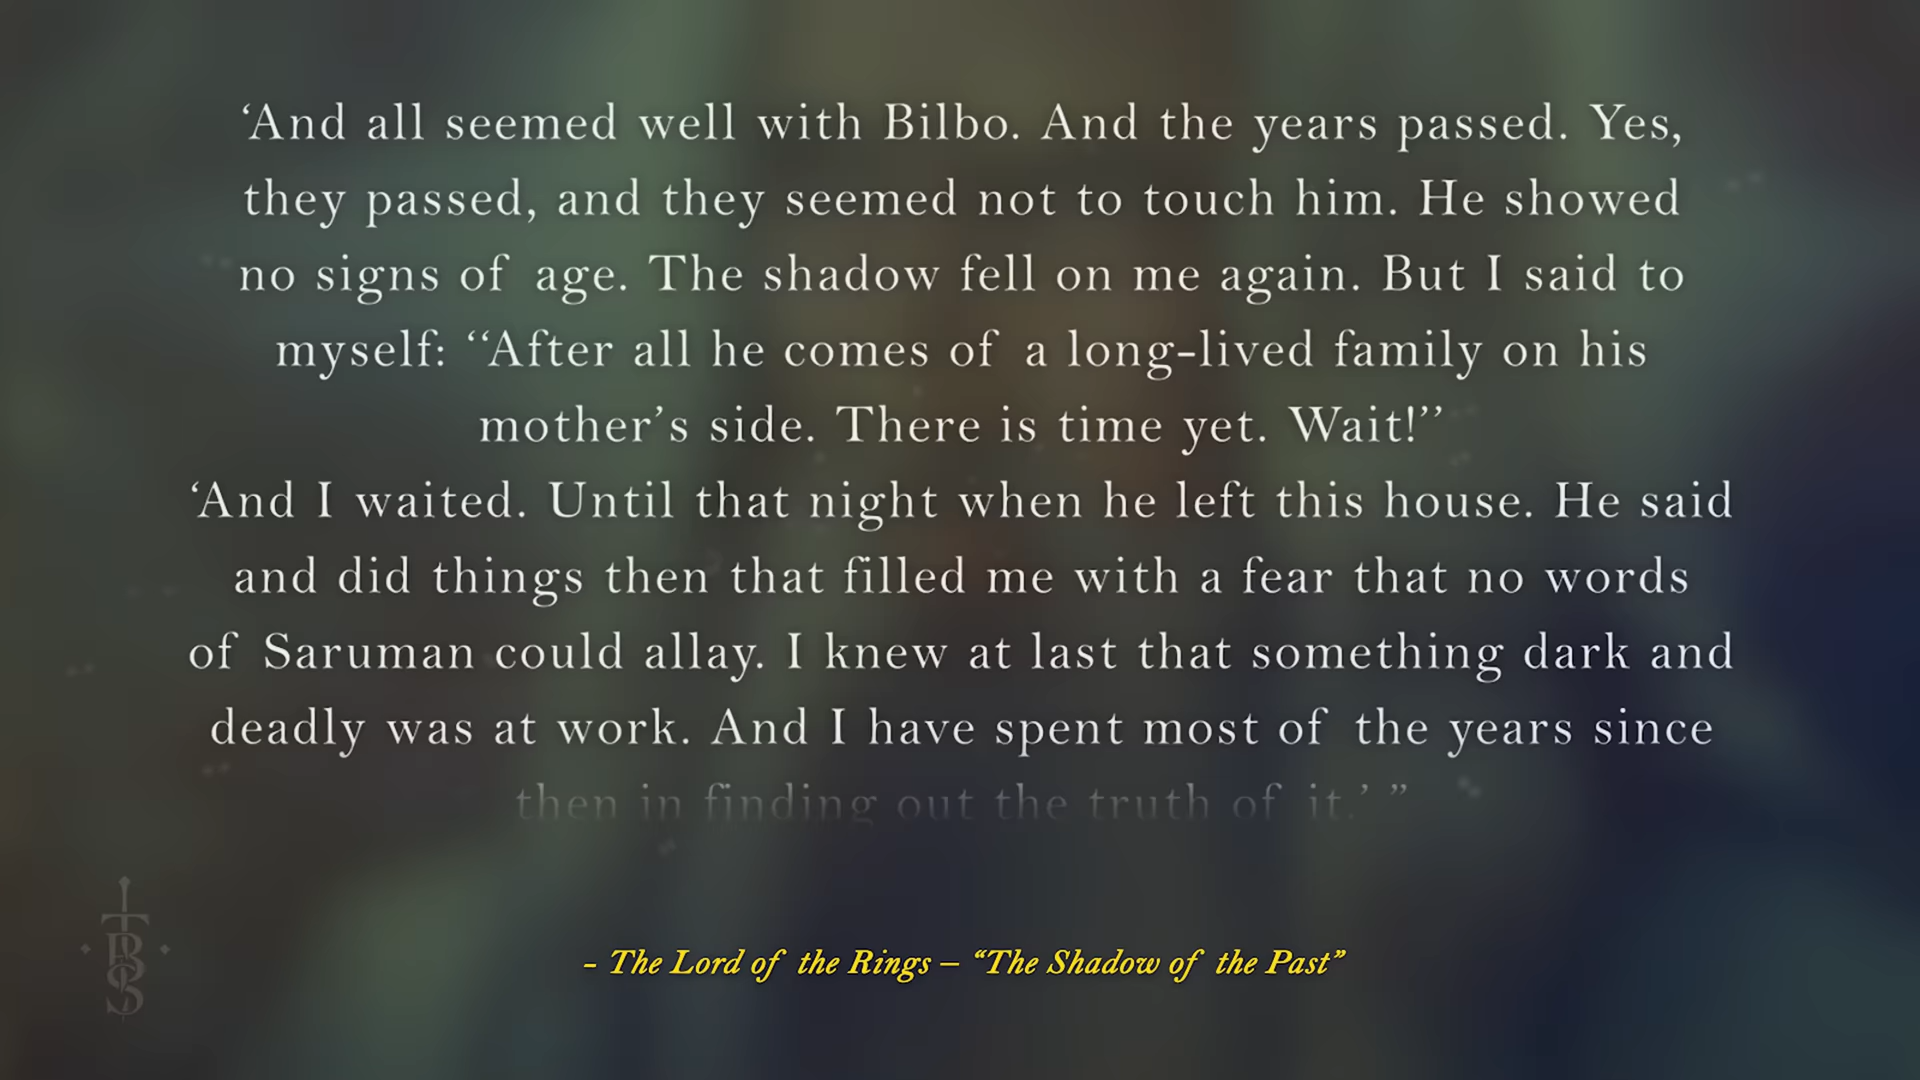 ‘And all seemed well with Bilbo. And the years passed. Yes,
they passed, and they seemed not to touch him. He showed
no signs of age. The shadow fell on me again. But I said to
myself: ‘‘After all he comes of a long-lived family on his
mother’s side. There is time yet. Wait!’’
‘And I waited. Until that night when he left this house. He said
and did things then that filled me with a fear that no words
of Saruman could allay. I knew at last that something dark and
deadly was at work. And I have spent most of the years since
then in finding out the truth of it.’ ”
- The Lord of the Rings – “The Shadow of the Past”
TBS